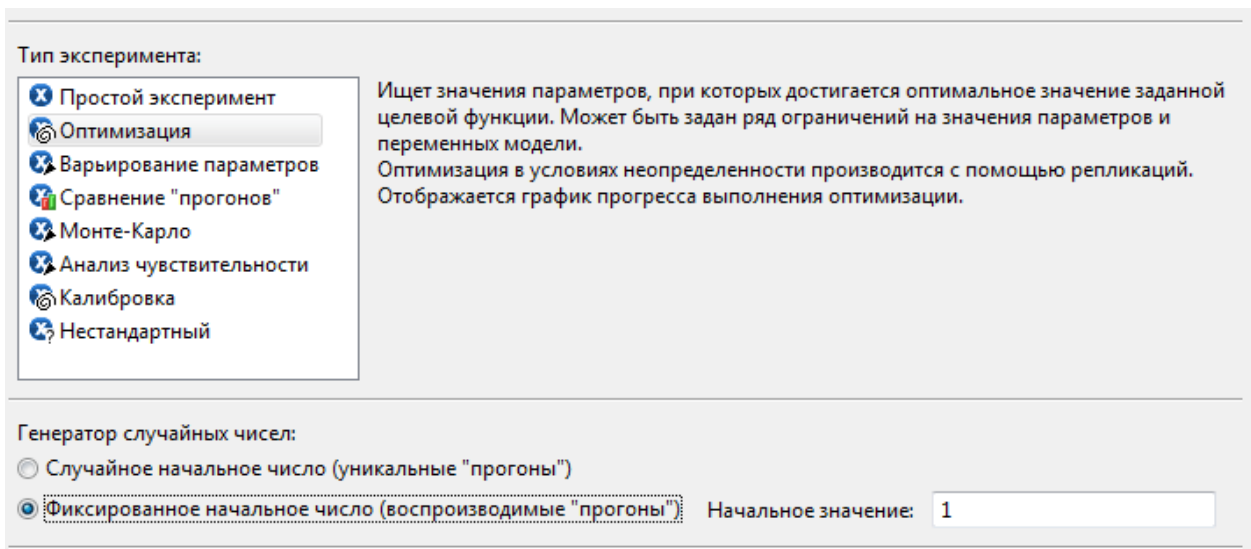 Тип эксперимента:
Простой эксперимент
Оптимизация
Варьирование параметров
Сравнение "прогонов"
Монте-Карло
Анализ чувствительности
Калибровка
Нестандартный
Ищет значения параметров, при которых достигается оптимальное значение заданной
целевой функции. Может быть задан ряд ограничений на значения параметров и
переменных модели.
Оптимизация в условиях неопределенности производится с помощью репликаций.
Отображается график прогресса выполнения оптимизации.
Генератор случайных чисел:
Случайное начальное число (уникальные "прогоны")
Фиксированное начальное число (воспроизводимые "прогоны") Начальное значение: 1